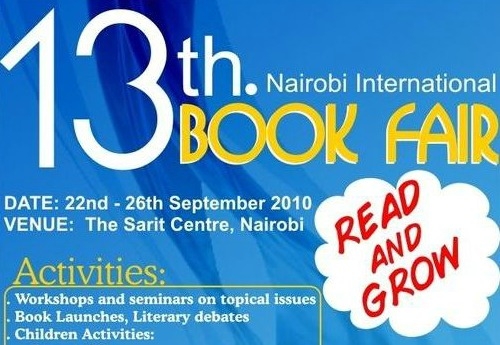 13th. Nairobi International
BOOK FAIR
DATE: 22nd - 26th September 2010
VENUE: The Sarit Centre, Nairobi
READ
AND
GROW
Activities:
. Workshops and seminars on topical issues
. Book Launches, Literary debates
. Children Activities: